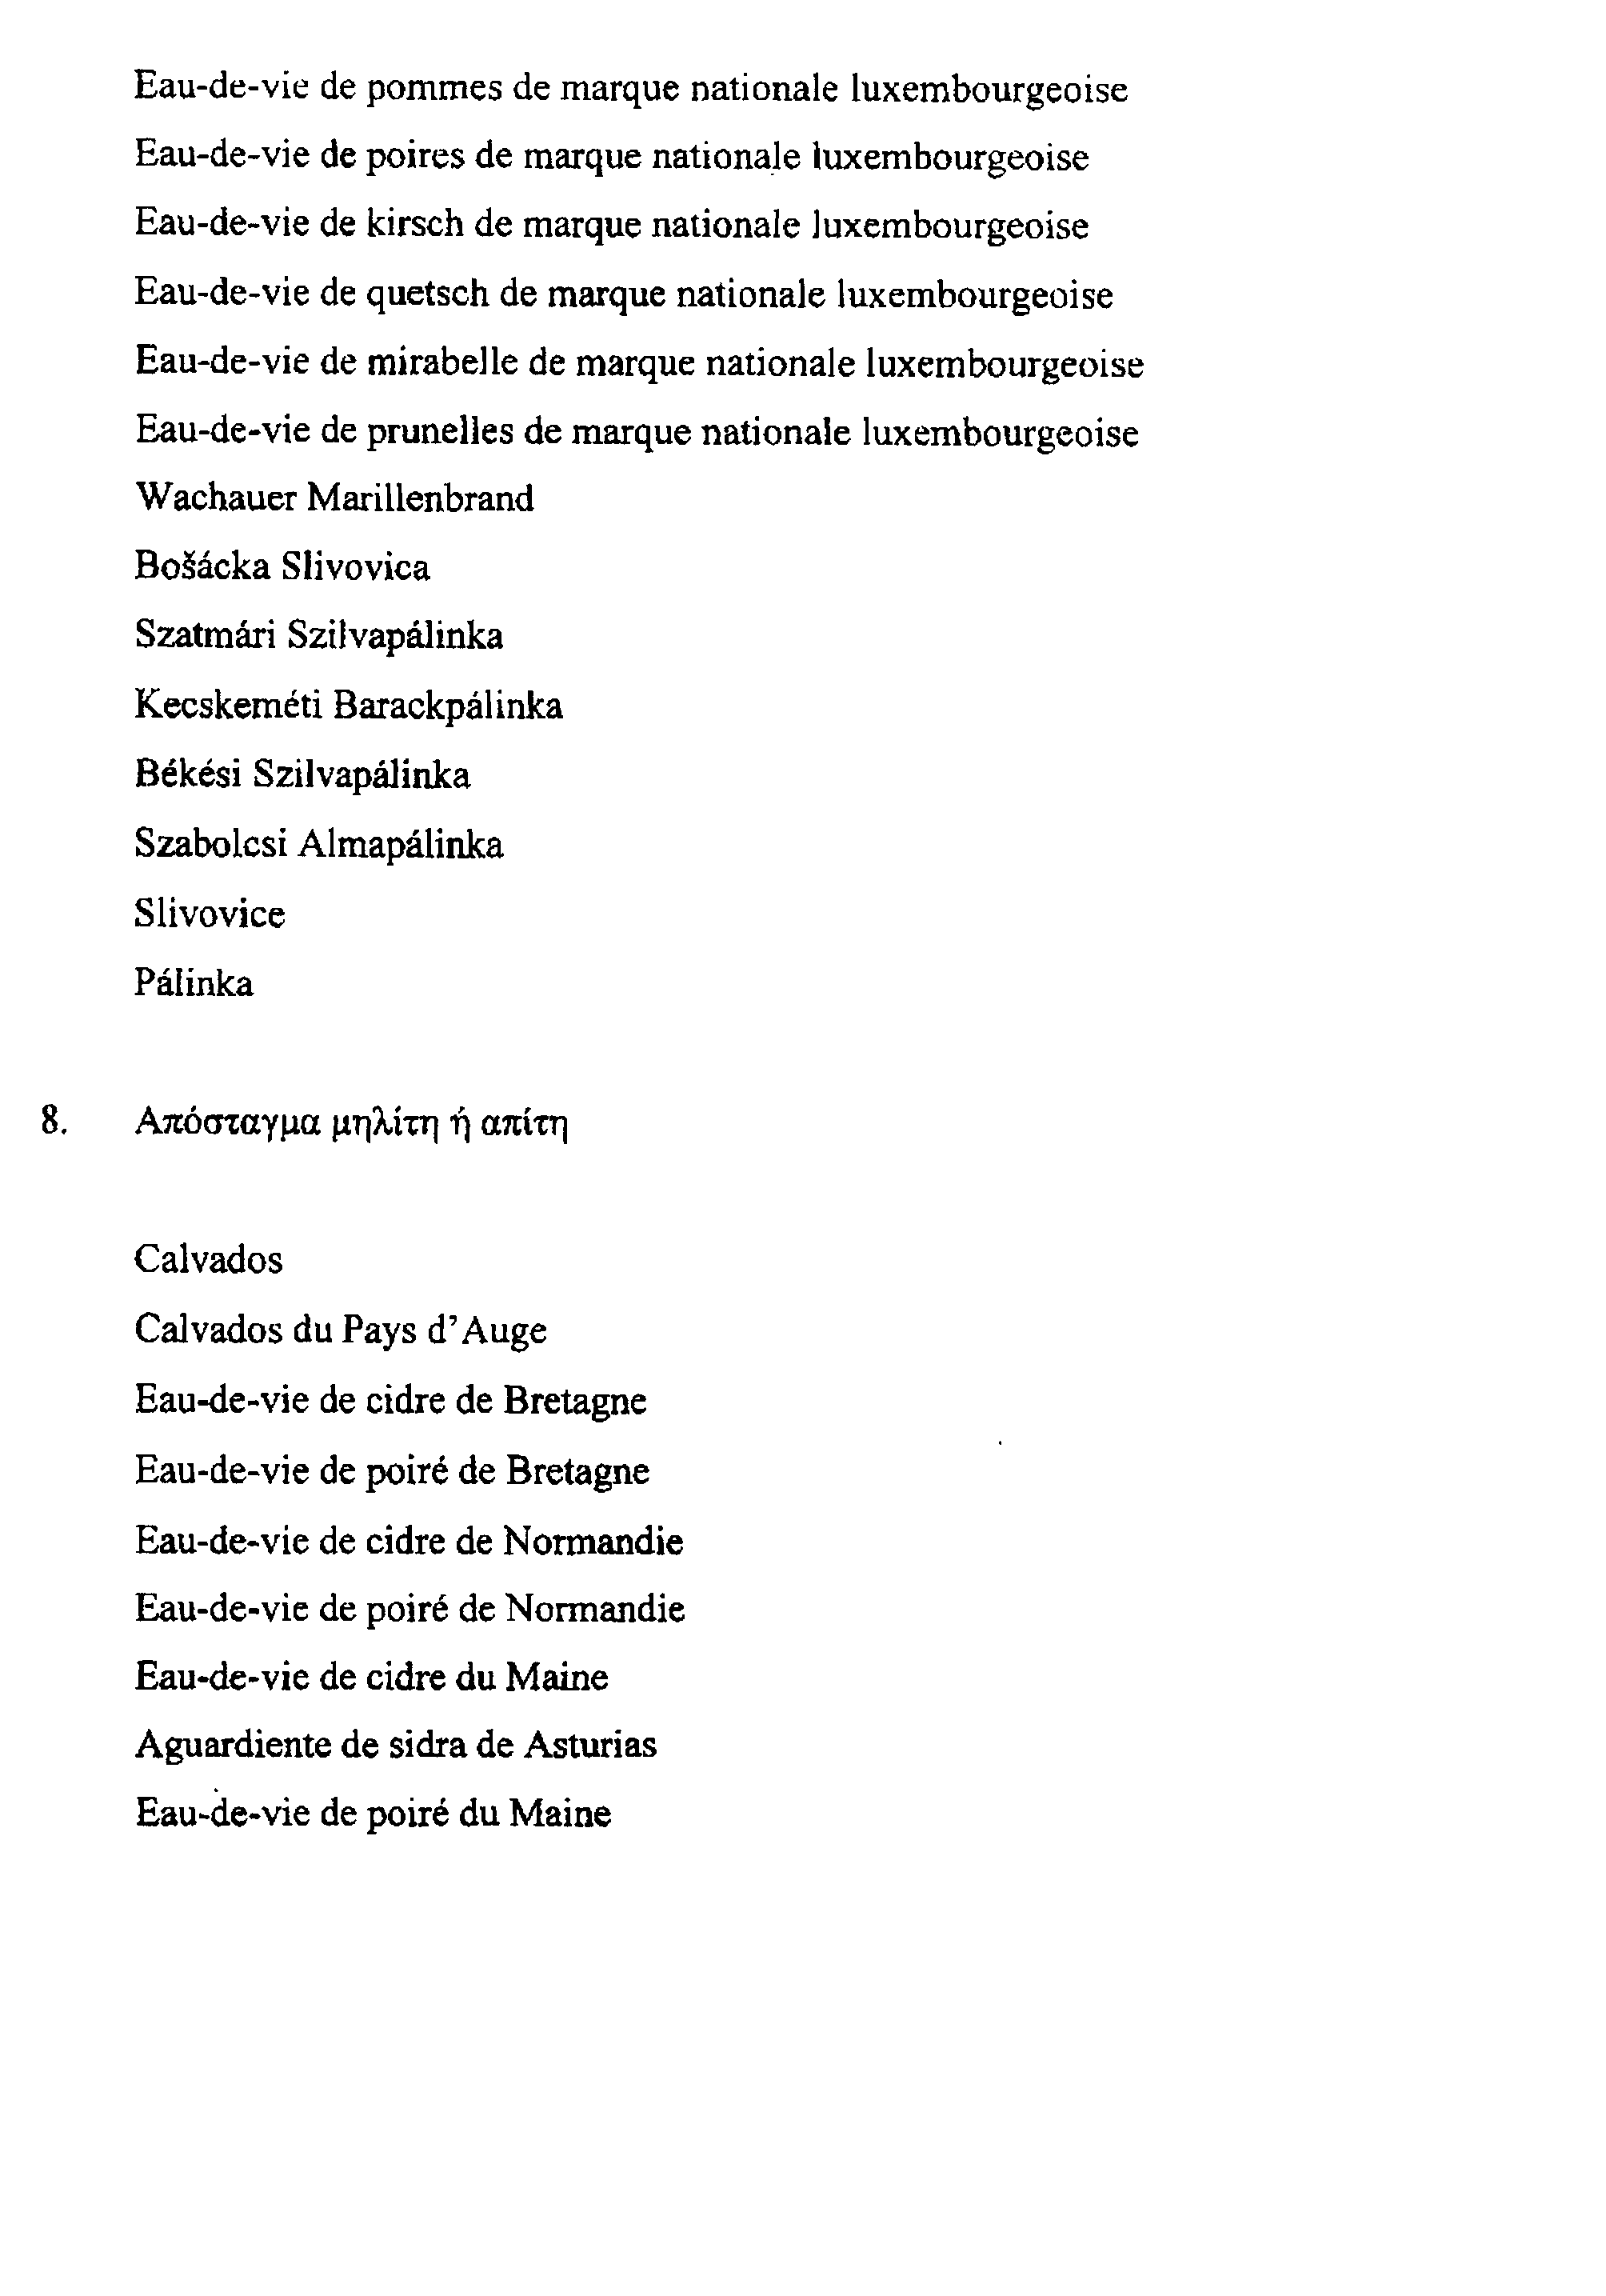 Eau-de-vie de pommes de marque nationale luxembourgeoise
Eau-de-vie de poires de marque nationale luxembourgeoise
Eau-de-vie de kirsch de marque nationale luxembourgeoise
Eau-de-vie de quetsch de marque nationale luxembourgeoise
Eau-de-vie de mirabelle de marque nationale luxembourgeoise
Eau-de-vie de prunelles de marque nationale luxembourgeoise
Wachauer Marillenbrand
Bošácka Slivovica
Szatmári Szilvapálinka
Kecskeméti Barackpálinka
Békési Szilvapálinka
Szabolcsi Almapálinka
Slivovice
Pálinka
8. Απόσταγμα μηλίτη ή απίτη
Calvados
Calvados du Pays d’Auge
Eau-de-vie de cidre de Bretagne
Eau-de-vie de poiré de Bretagne
Eau-de-vie de cidre de Normandie
Eau-de-vie de poiré de Normandie
Eau-de-vie de cidre du Maine
Aguardiente de sidra de Asturias
Eau-de-vie de poiré du Maine